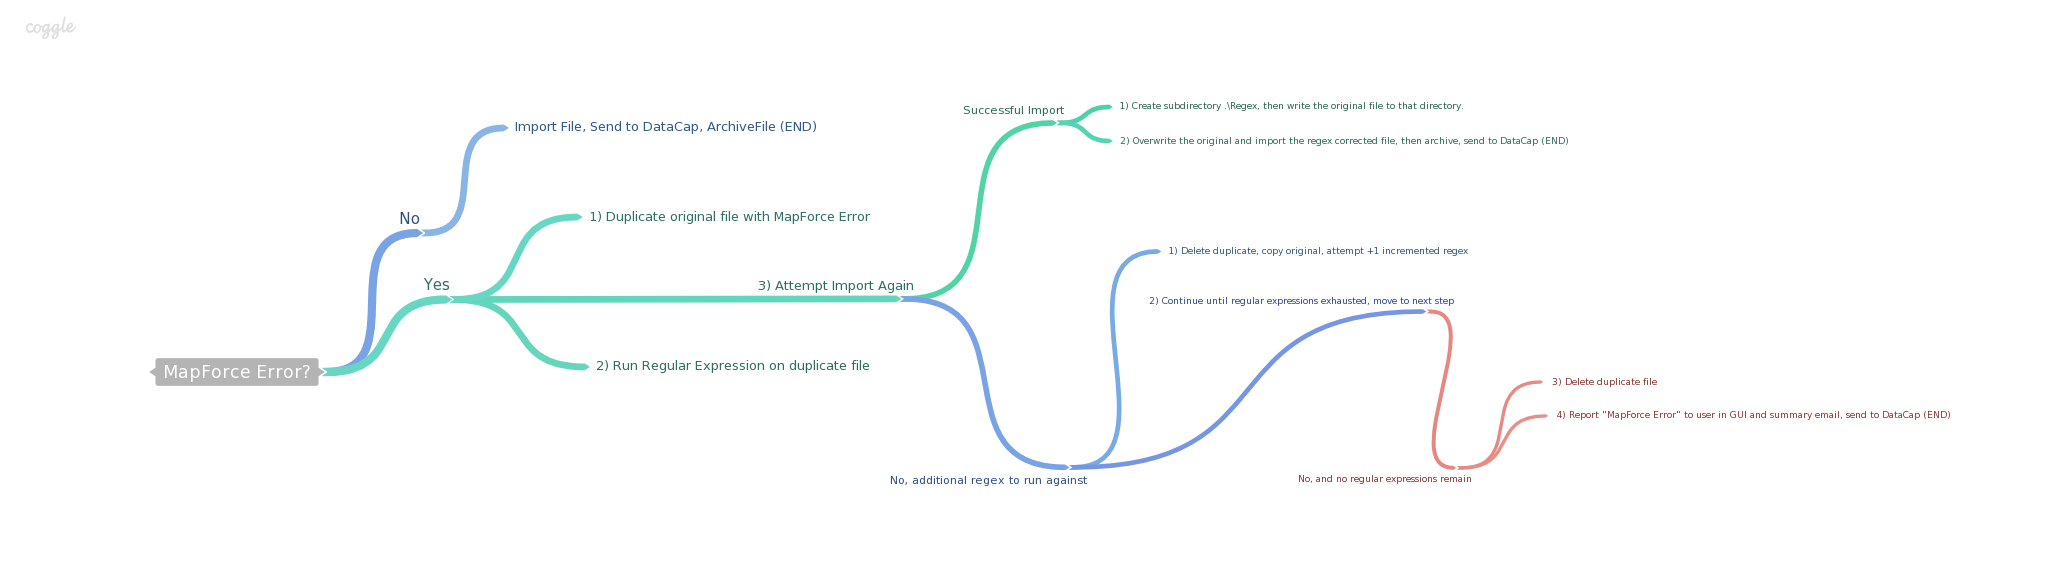 coggle
MapForce Error?
No
Import File, Send to DataCap, ArchiveFile (END)
Yes
1) Duplicate original file with MapForce Error
2) Run Regular Expression on duplicate file
3) Attempt Import Again
Successful Import
1) Create subdirectory .\Regex, then write the original file to that directory.
2) Overwrite the original and import the regex corrected file, then archive, send to DataCap (END)
No, additional regex to run against
1) Delete duplicate, copy original, attempt +1 incremented regex
2) Continue until regular expressions exhausted, move to next step
No, and no regular expressions remain
3) Delete duplicate file
4) Report "MapForce Error" to user in GUI and summary email, send to DataCap (END)